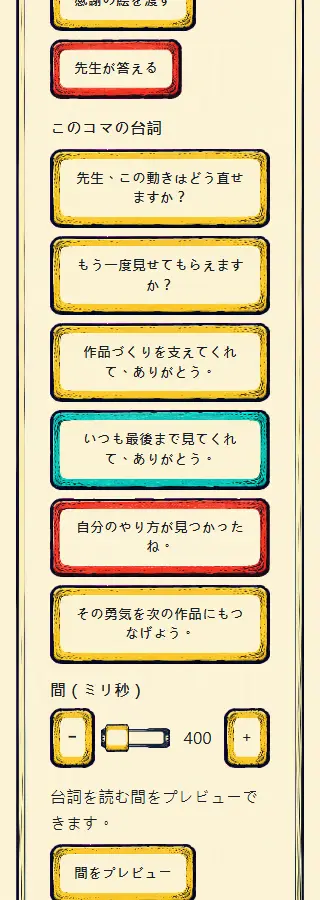 感謝の絵を渡す
先生が答える
このコマの台詞
先生、この動きはどう直せ
ますか？
もう一度見せてもらえます
か？
作品づくりを支えてくれ
て、ありがとう。
いつも最後まで見てくれ
て、ありがとう。
自分のやり方が見つかった
ね。
その勇気を次の作品にもつ
なげよう。
間 ( ミリ秒 )
− 400 +
台詞を読む間をプレビューで
きます。
間をプレビュー